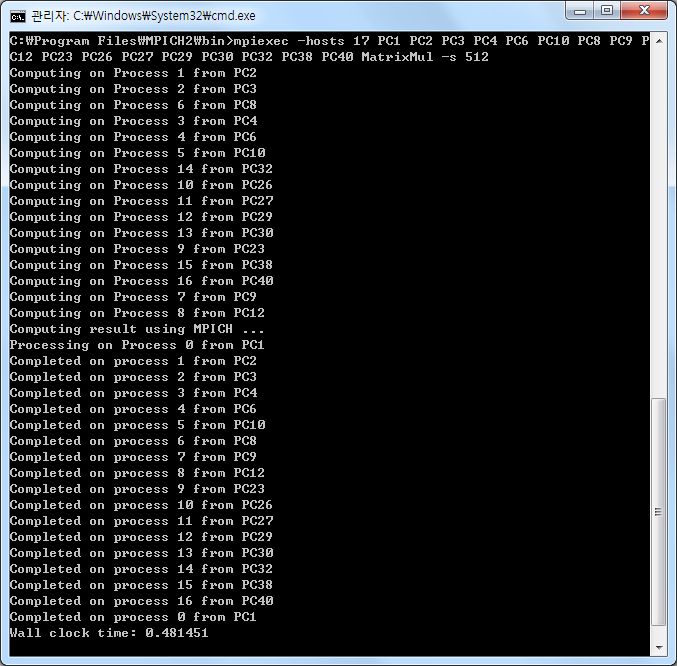 관리자: C:\Windows\System32\cmd.exe
C:₩Program Files₩MPICH2₩bin>mpiexec -hosts 17 PC1 PC2 PC3 PC4 PC6 PC10 PC8 PC9 P
C12 PC23 PC26 PC27 PC29 PC30 PC32 PC38 PC40 MatrixMul -s 512
Computing on Process 1 from PC2
Computing on Process 2 from PC3
Computing on Process 6 from PC8
Computing on Process 3 from PC4
Computing on Process 4 from PC6
Computing on Process 5 from PC10
Computing on Process 14 from PC32
Computing on Process 10 from PC26
Computing on Process 11 from PC27
Computing on Process 12 from PC29
Computing on Process 13 from PC30
Computing on Process 9 from PC23
Computing on Process 15 from PC38
Computing on Process 16 from PC40
Computing on Process 7 from PC9
Computing on Process 8 from PC12
Computing result using MPICH ...
Processing on Process 0 from PC1
Completed on process 1 from PC2
Completed on process 2 from PC3
Completed on process 3 from PC4
Completed on process 4 from PC6
Completed on process 5 from PC10
Completed on process 6 from PC8
Completed on process 7 from PC9
Completed on process 8 from PC12
Completed on process 9 from PC23
Completed on process 10 from PC26
Completed on process 11 from PC27
Completed on process 12 from PC29
Completed on process 13 from PC30
Completed on process 14 from PC32
Completed on process 15 from PC38
Completed on process 16 from PC40
Completed on process 0 from PC1
Wall clock time: 0.481451